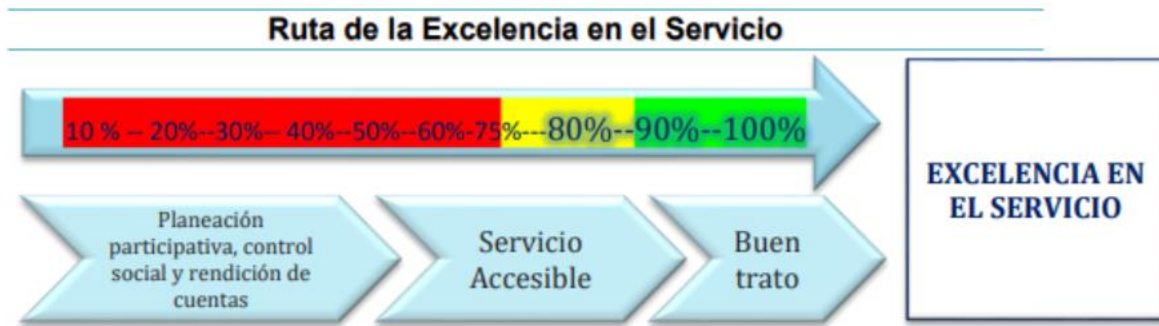 Ruta de la Excelencia en el Servicio
10 % -- 20%--30%-- 40%--50%--60%-75%---80%--90%--100%
EXCELENCIA EN
EL SERVICIO
Planeación
participativa, control
social y rendición de
cuentas
Servicio
Accesible
Buen
trato